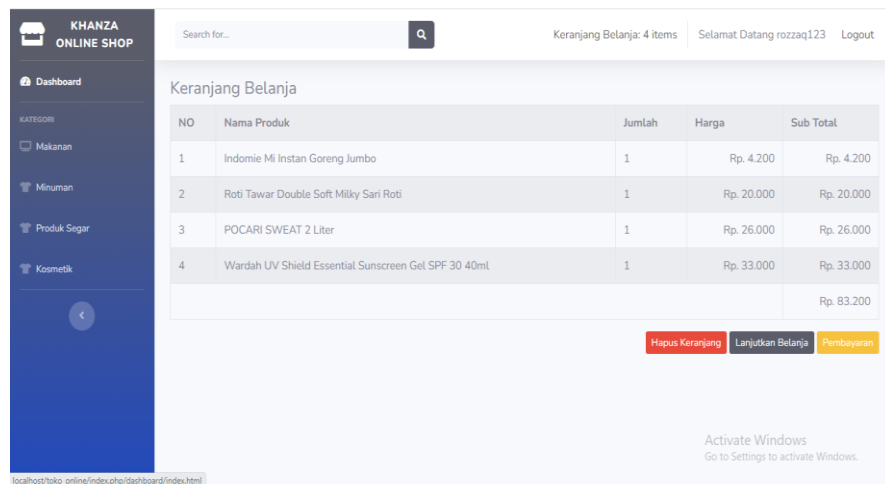 KHANZA
ONLINE SHOP
Search for...
Keranjang Belanja: 4 items
Selamat Datang rozzaq123
Logout
Dashboard
KATEGORI
Makanan
Minuman
Produk Segar
Kosmetik
Keranjang Belanja
NO Nama Produk Jumlah Harga Sub Total
1 Indomie Mi Instan Goreng Jumbo 1 Rp. 4.200 Rp. 4.200
2 Roti Tawar Double Soft Milky Sari Roti 1 Rp. 20.000 Rp. 20.000
3 POCARI SWEAT 2 Liter 1 Rp. 26.000 Rp. 26.000
4 Wardah UV Shield Essential Sunscreen Gel SPF 30 40ml 1 Rp. 33.000 Rp. 33.000
Rp. 83.200
Hapus Keranjang Lanjutkan Belanja Pembayaran
Activate Windows
Go to Settings to activate Windows.
localhost/toko_online/index.php/dashboard/index.html